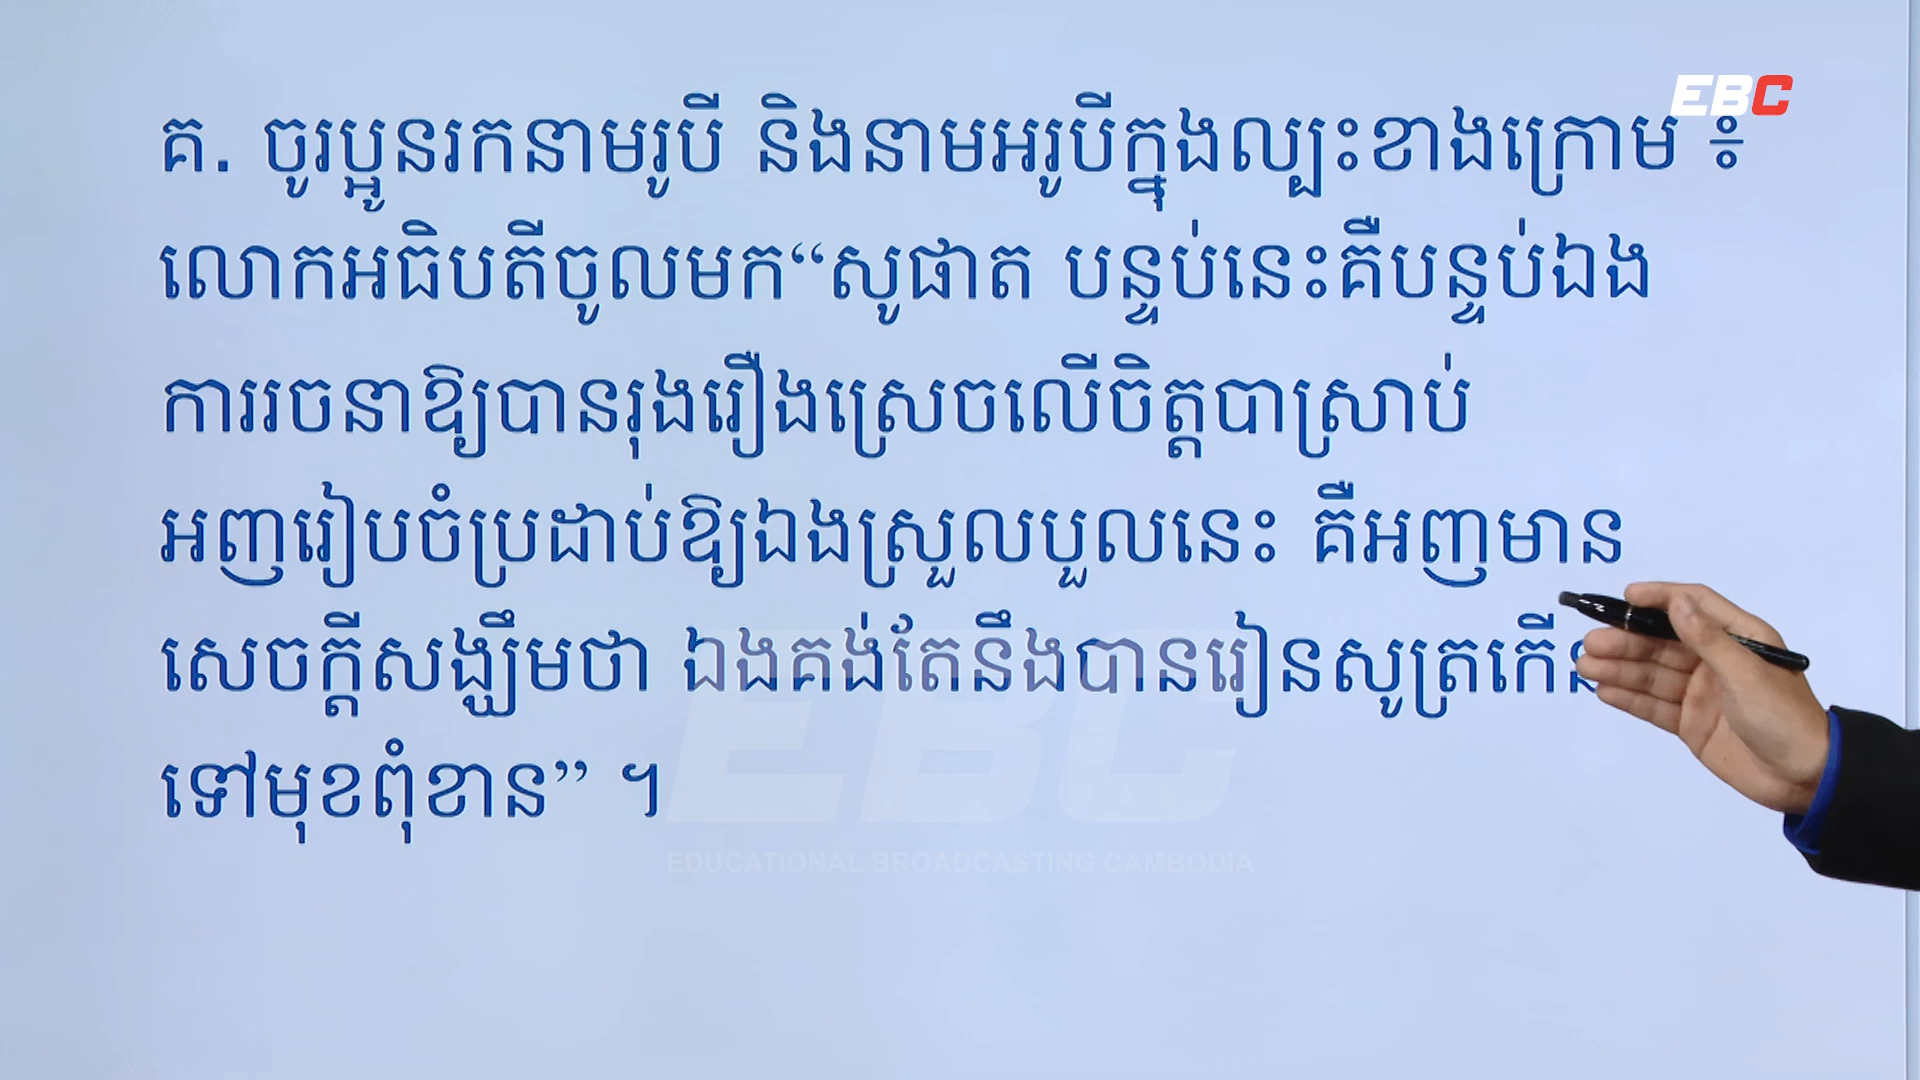 EBC
គ. ចូរប្អូនរកនាមរូបី និងនាមអរូបីក្នុងល្បះខាងក្រោម ៖
លោកអធិបតីចូលមក“សូផាត បន្ទប់នេះគឺបន្ទប់ឯង
ការរចនាឱ្យបានរុងរឿងស្រេចលើចិត្តបាស្រាប់
អញរៀបចំប្រដាប់ឱ្យឯងស្រួលបួលនេះ គឺអញមាន
សេចក្ដីសង្ឃឹមថា ឯងគង់តែនឹងបានរៀនសូត្រកើន
ទៅមុខពុំខាន” ។
EBC
EDUCATIONAL BROADCASTING CAMBODIA